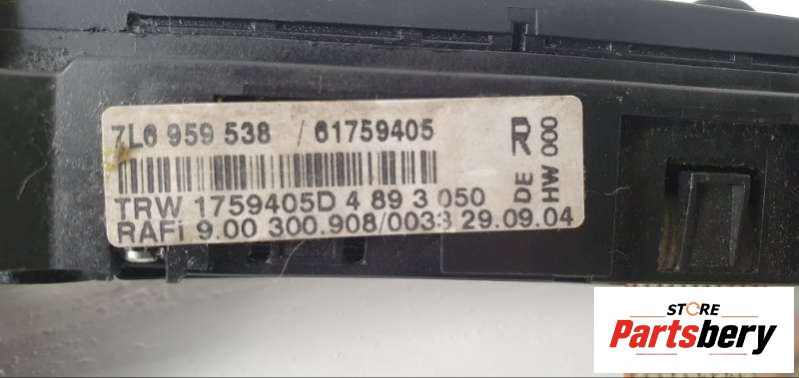 7L6 959 538 / 61759405
R
DE
HW 000
TRW 1759405D 4 89 3 050
RAFi 9.00 300.908/0033 29.09.04
STORE
Partsbery